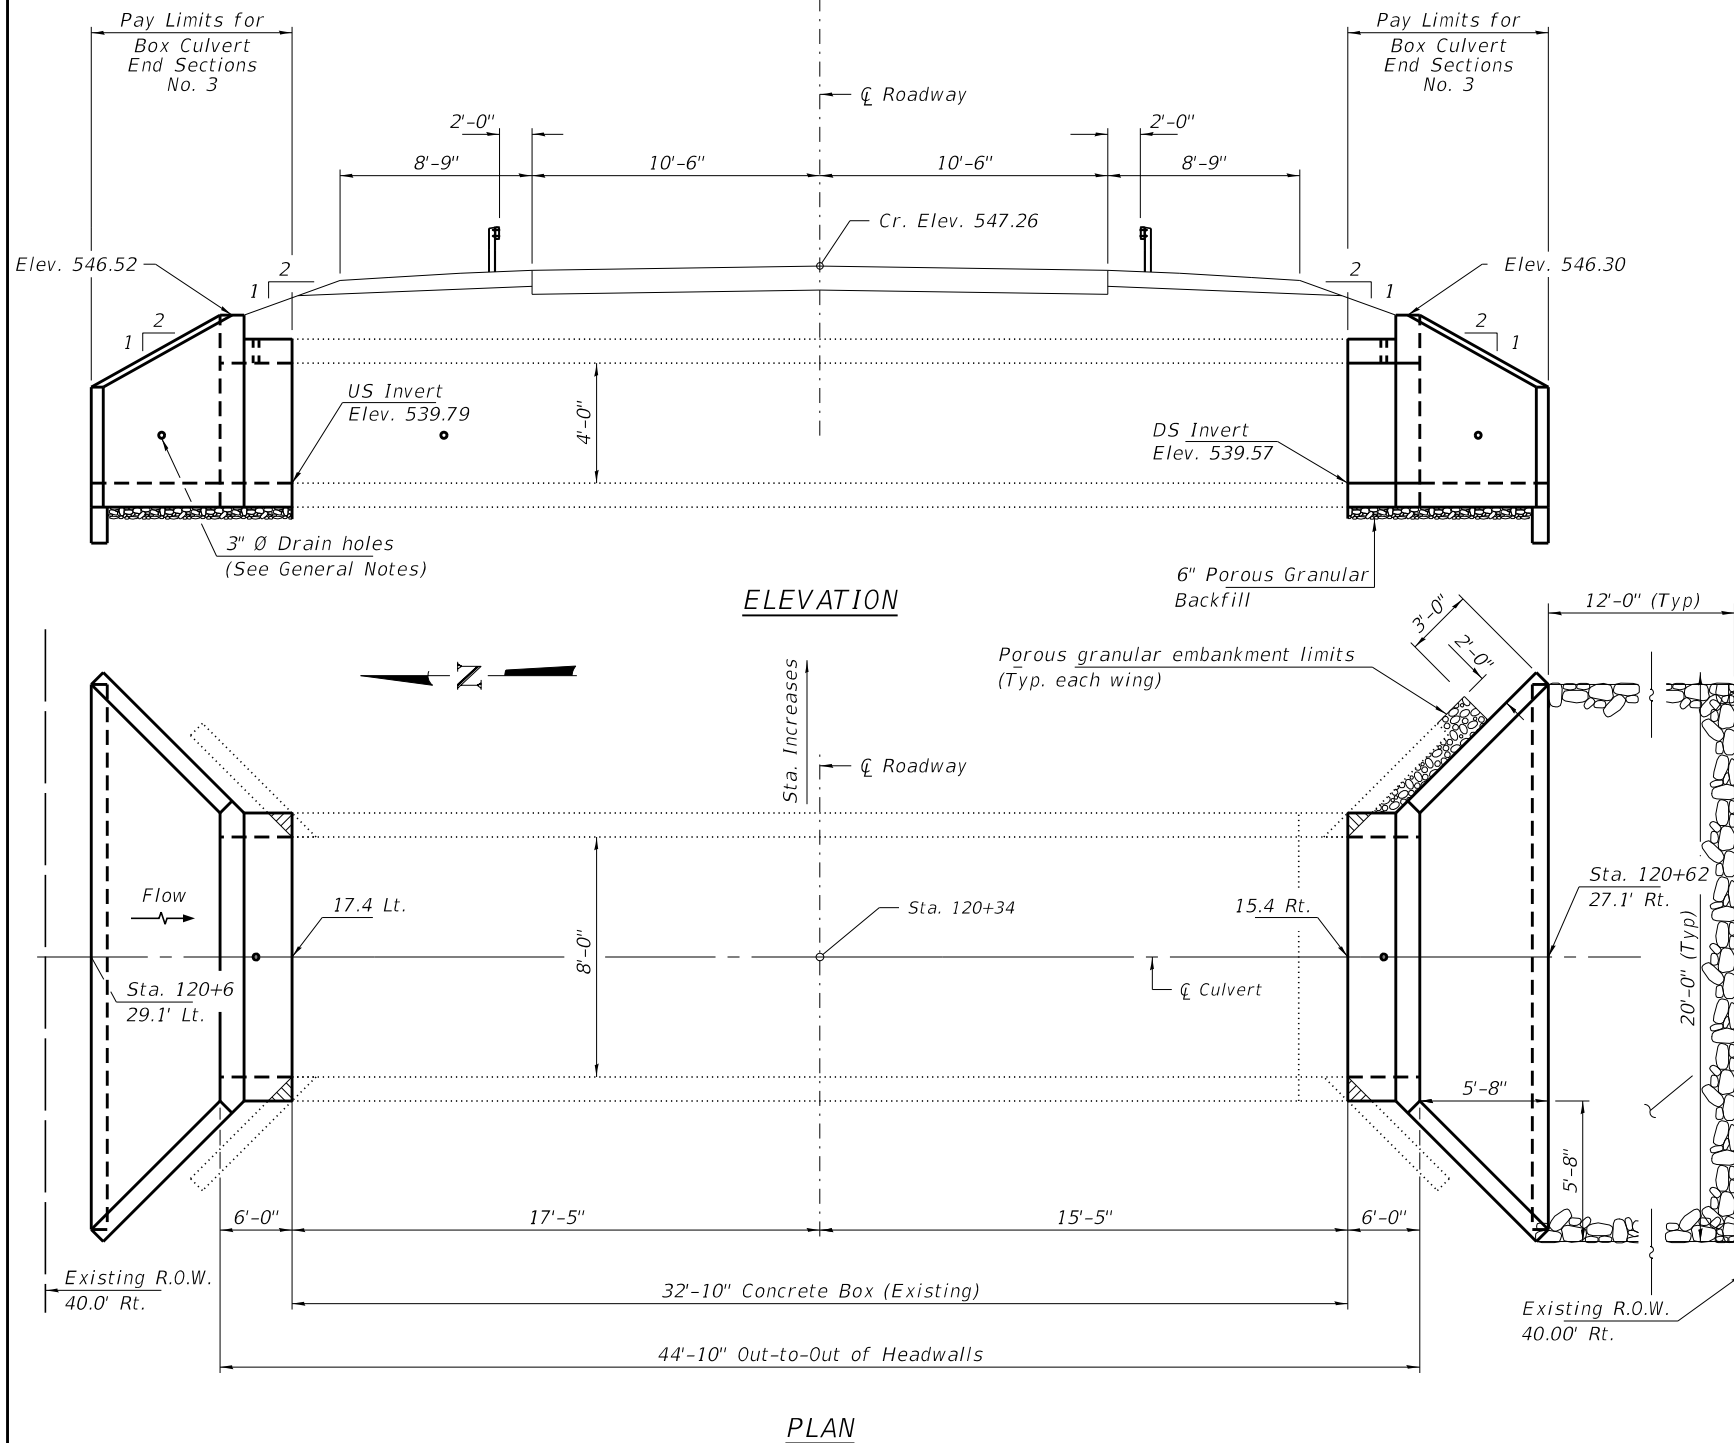 Pay Limits for
Box Culvert
End Sections
No. 3
Pay Limits for
Box Culvert
End Sections
No. 3
℄ Roadway
2'-0"
2'-0"
8'-9"
10'-6"
10'-6"
8'-9"
Cr. Elev. 547.26
Elev. 546.52
2
1
2
1
Elev. 546.30
2
1
2
1
US Invert
Elev. 539.79
4'-0"
DS Invert
Elev. 539.57
3" Ø Drain holes
(See General Notes)
6" Porous Granular
Backfill
ELEVATION
12'-0" (Typ)
3'-0"
2'-0"
Porous granular embankment limits
(Typ. each wing)
N
Sta. Increases
℄ Roadway
Flow
17.4 Lt.
8'-0"
Sta. 120+34
15.4 Rt.
Sta. 120+62
27.1' Rt.
20'-0" (Typ)
Sta. 120+6
29.1' Lt.
℄ Culvert
5'-8"
5'-8"
6'-0"
17'-5"
15'-5"
6'-0"
Existing R.O.W.
40.0' Rt.
32'-10" Concrete Box (Existing)
Existing R.O.W.
40.00' Rt.
44'-10" Out-to-Out of Headwalls
PLAN